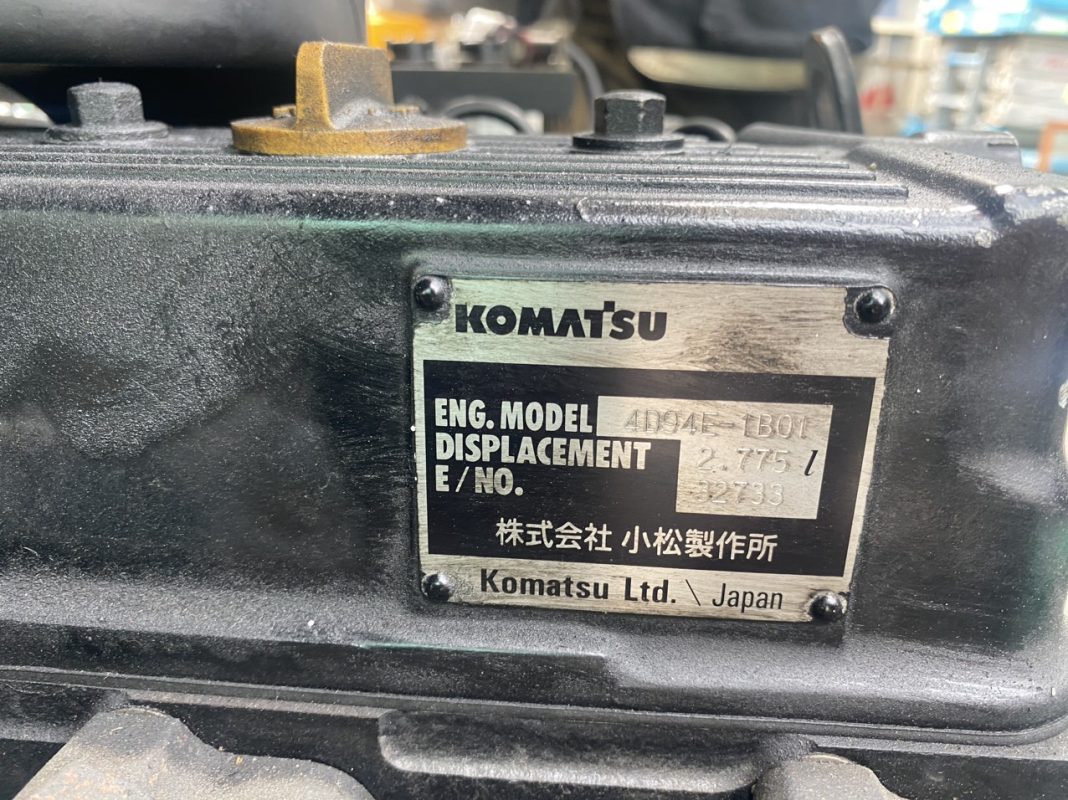 KOMATSU
ENG. MODEL 4D94E-1B01
DISPLACEMENT 2.775 l
E/NO. 32733
株式会社 小松製作所
Komatsu Ltd. \ Japan